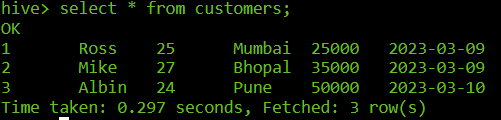 hive> select * from customers;
OK
1 Ross 25 Mumbai 25000 2023-03-09
2 Mike 27 Bhopal 35000 2023-03-09
3 Albin 24 Pune 50000 2023-03-10
Time taken: 0.297 seconds, Fetched: 3 row(s)